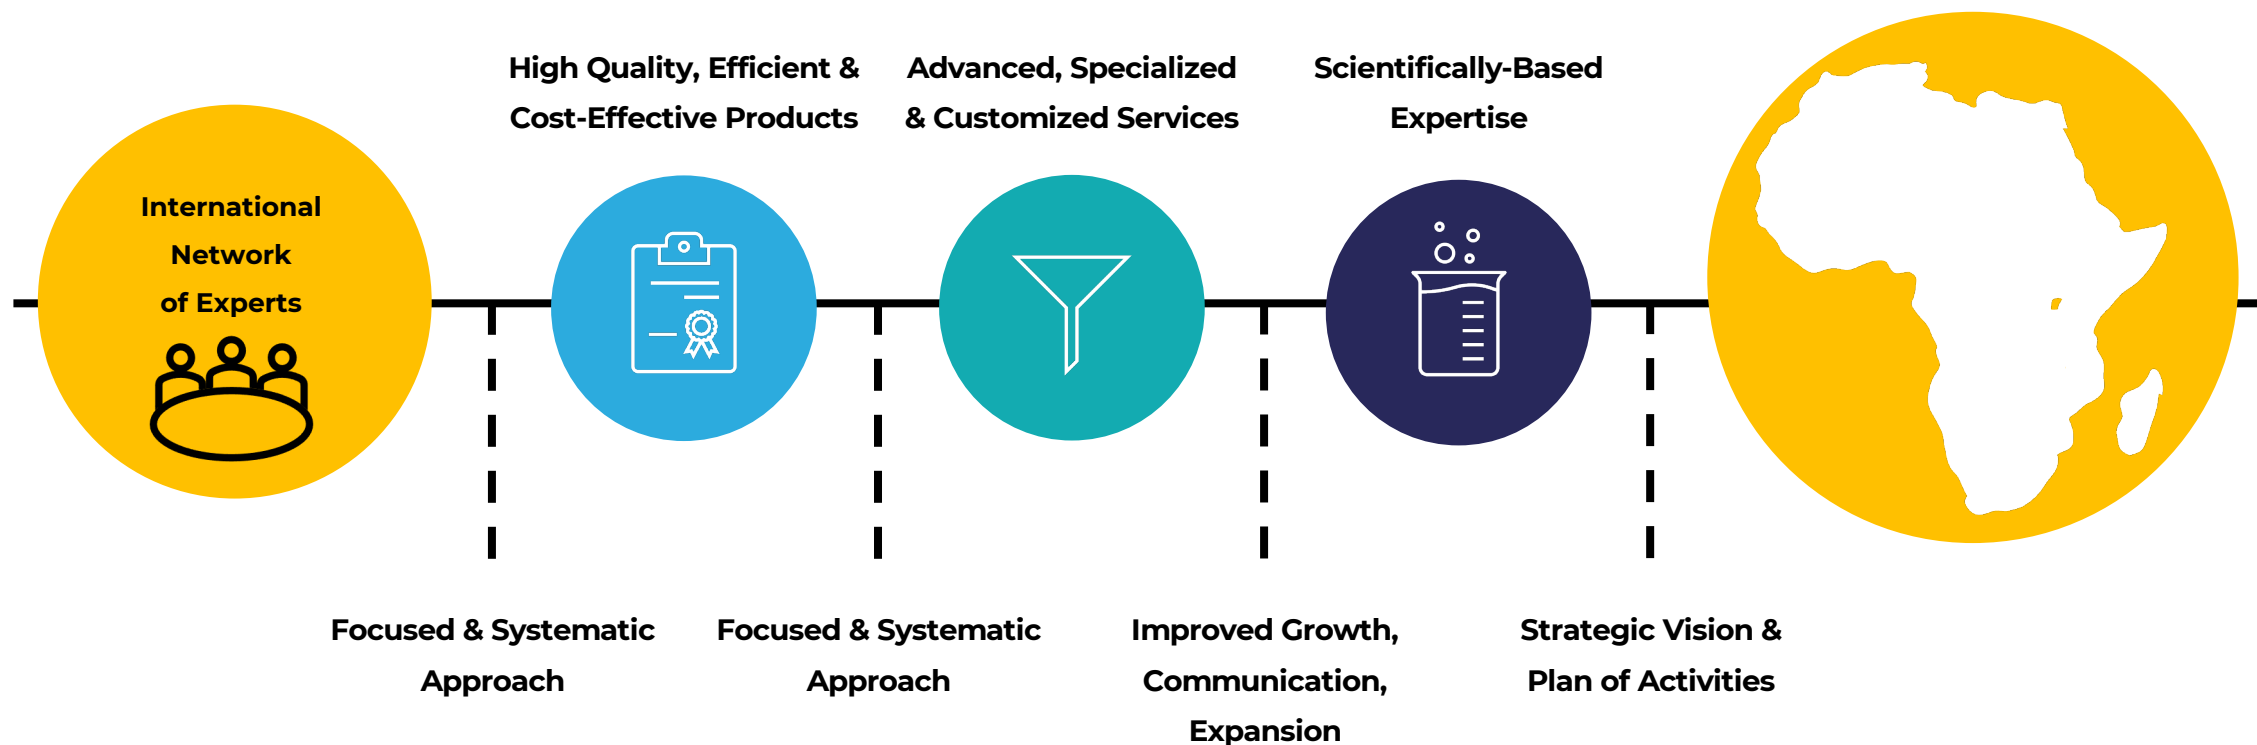 High Quality, Efficient &
Cost-Effective Products
Advanced, Specialized
& Customized Services
Scientifically-Based
Expertise
International
Network
of Experts
Focused & Systematic
Approach
Focused & Systematic
Approach
Improved Growth,
Communication,
Expansion
Strategic Vision &
Plan of Activities